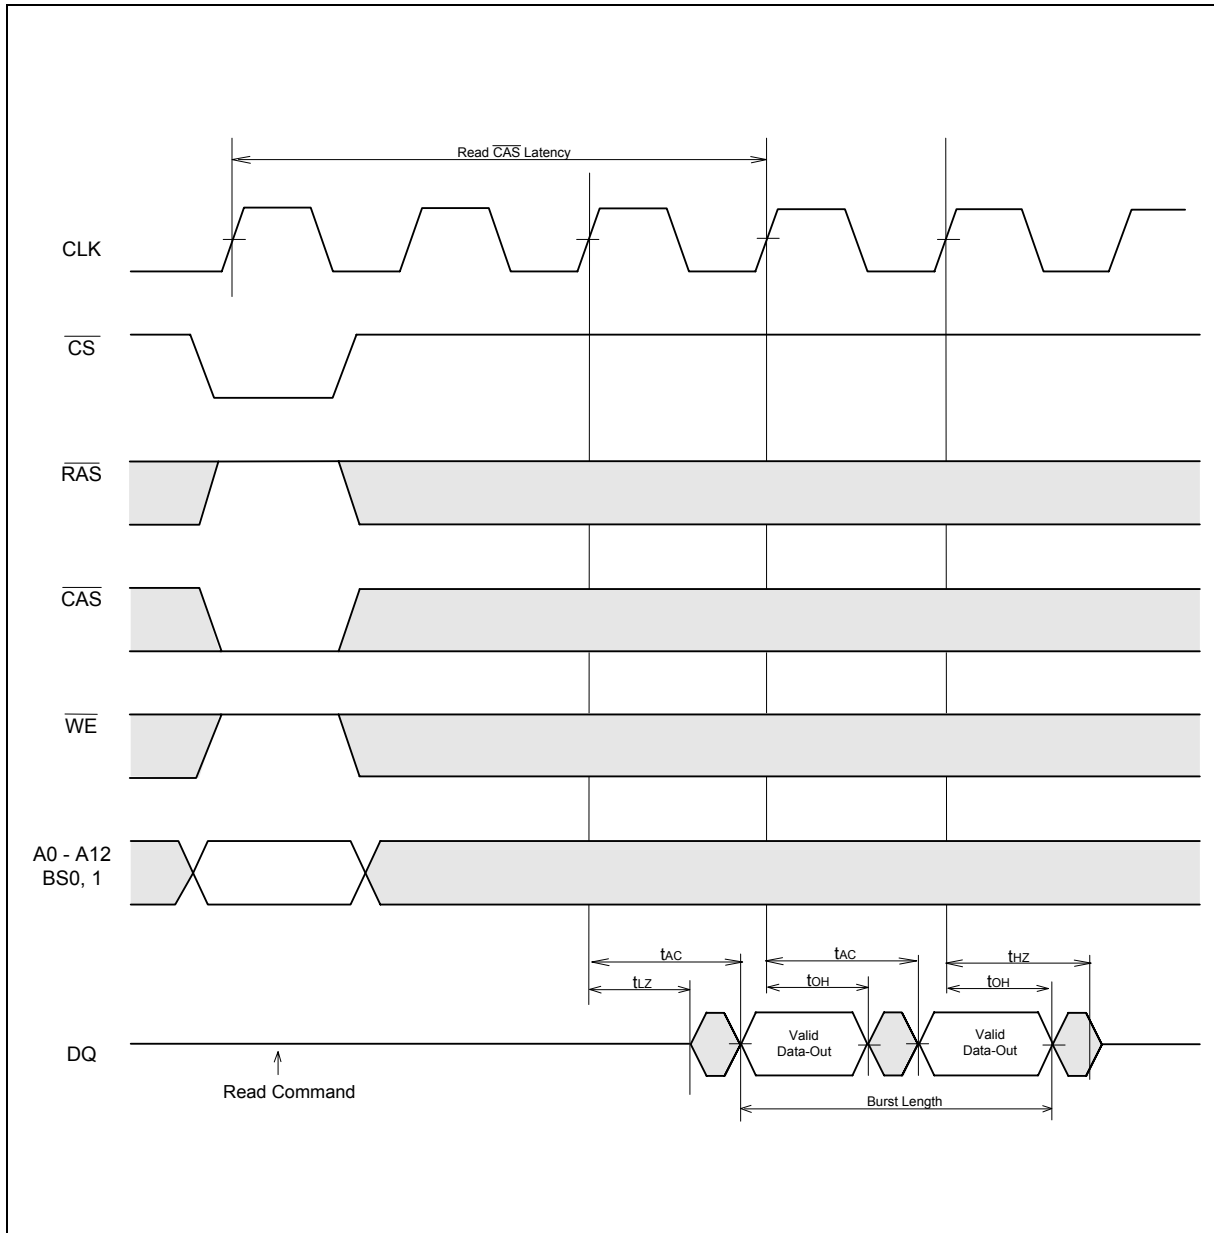 Read CAS Latency
CLK
CS
RAS
CAS
WE
A0 - A12
BS0, 1
tAC
tAC
tHZ
tLZ
tOH
tOH
DQ
Valid
Data-Out
Valid
Data-Out
Read Command
Burst Length